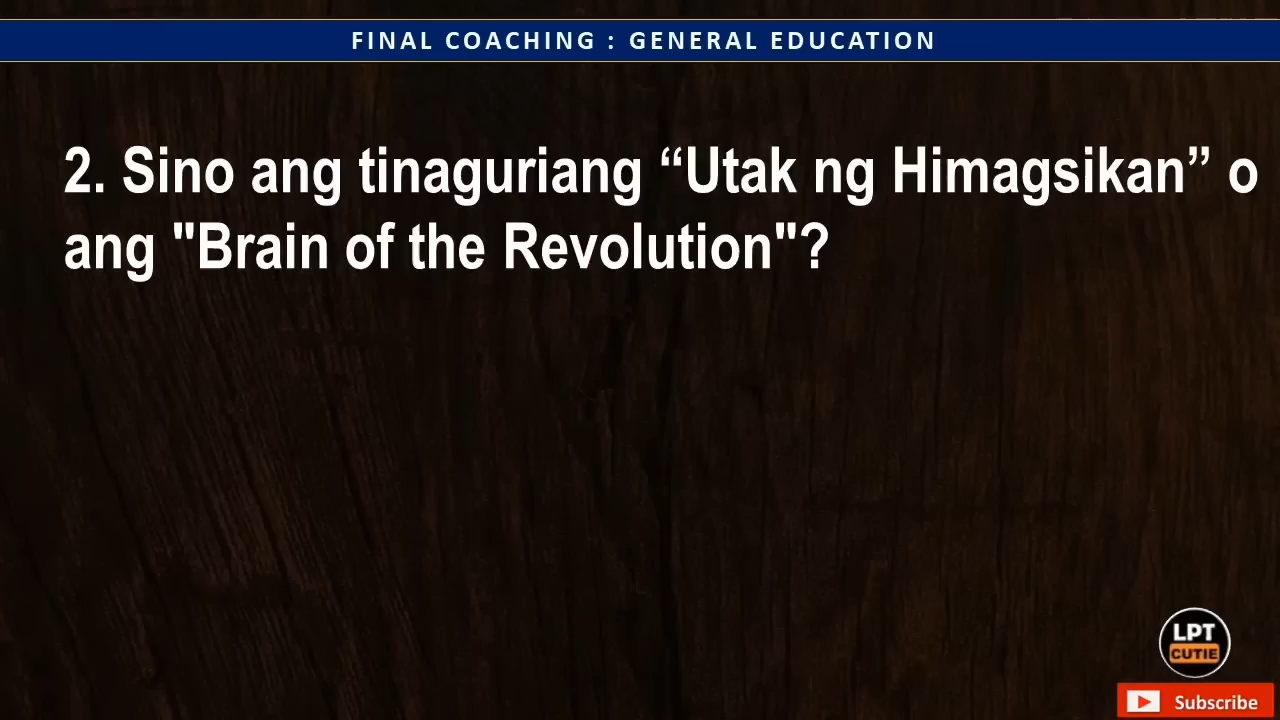 FINAL COACHING : GENERAL EDUCATION
2. Sino ang tinaguriang “Utak ng Himagsikan” o
ang "Brain of the Revolution"?
LPT
CUTIE
Subscribe